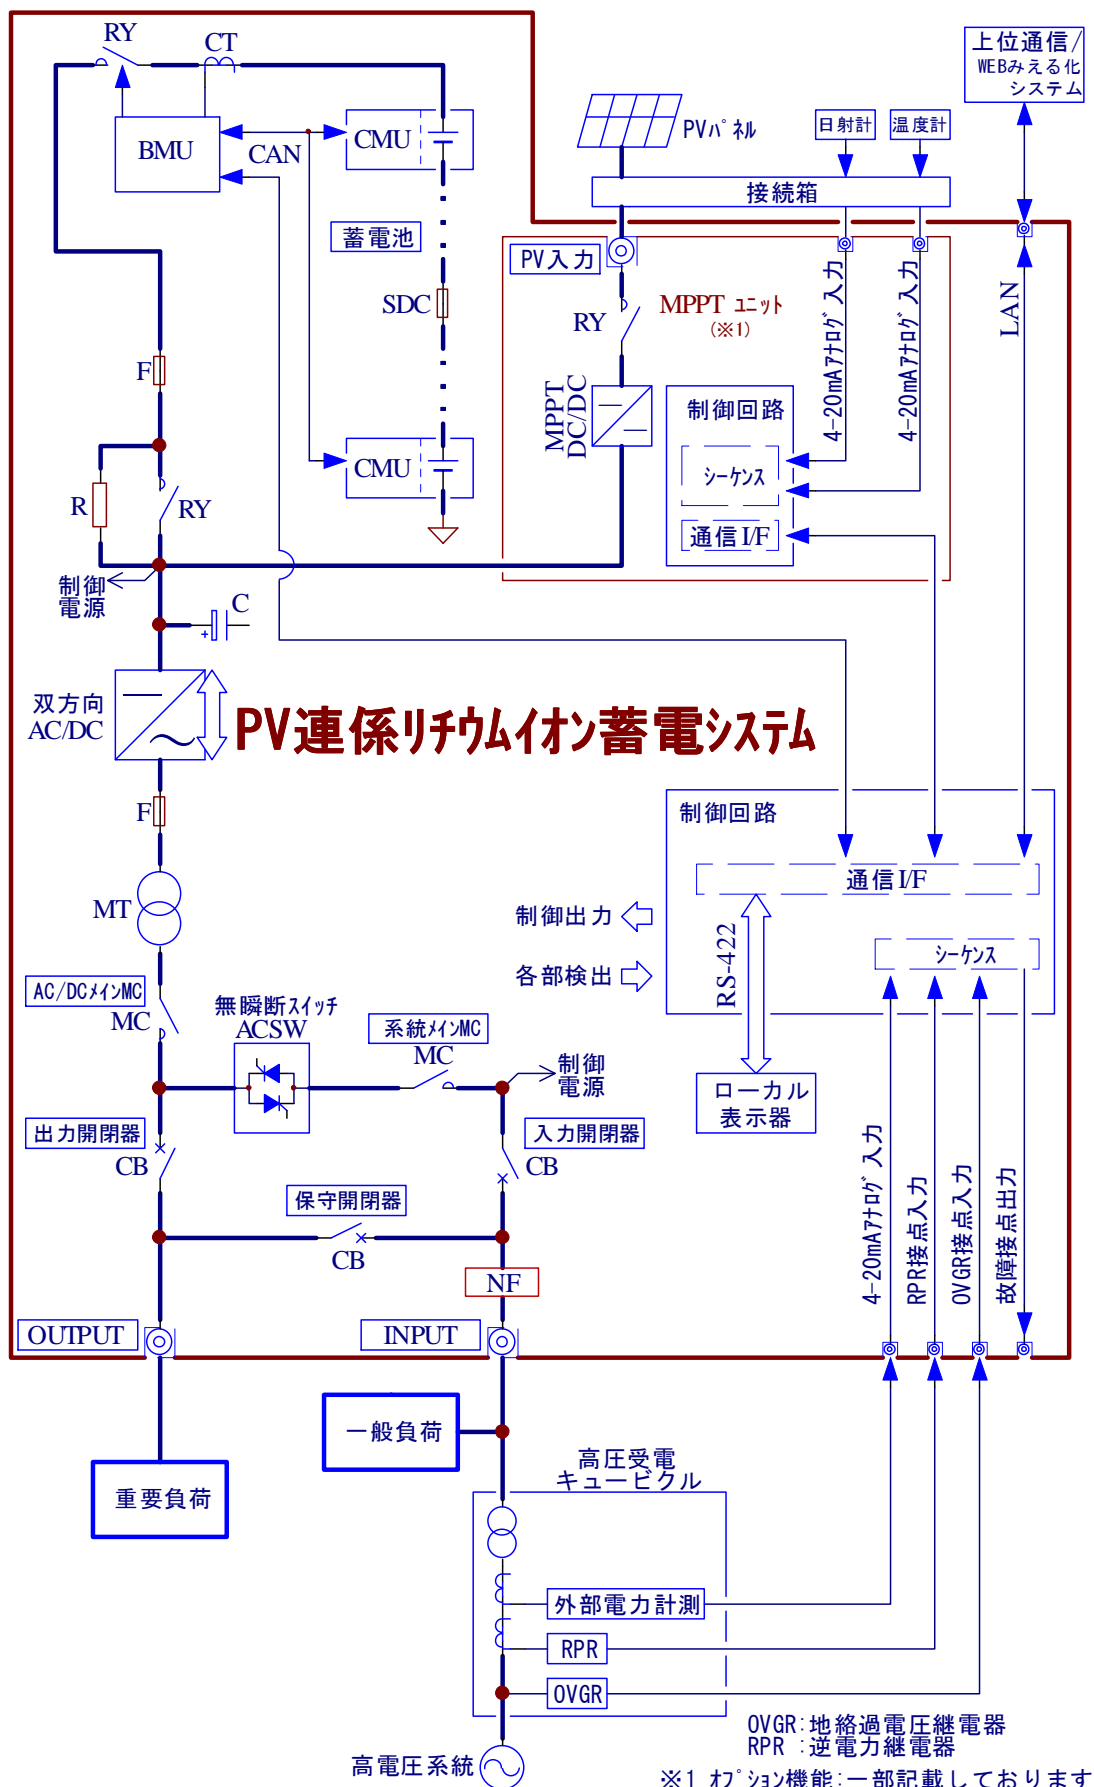 RY
CT
上位通信/
WEBみえる化
システム
PVパネル
日射計
温度計
BMU
CAN
CMU
接続箱
蓄電池
PV入力
SDC
RY
MPPT ユニット
(※1)
4-20mAアナログ入力
4-20mAアナログ入力
LAN
F
MPPT
DC/DC
制御回路
シーケンス
通信I/F
CMU
R
RY
制御
電源
C
双方向
AC/DC
PV連係リチウムイオン蓄電システム
F
制御回路
通信I/F
MT
制御出力
各部検出
RS-422
シーケンス
AC/DCメインMC
MC
無瞬断スイッチ
ACSW
系統メインMC
MC
制御
電源
ローカル
表示器
出力開閉器
CB
入力開閉器
CB
保守開閉器
CB
4-20mAアナログ入力
RPR接点入力
OVGR接点入力
故障接点出力
NF
OUTPUT
INPUT
一般負荷
重要負荷
高圧受電
キュービクル
外部電力計測
RPR
OVGR
OVGR:地絡過電圧継電器
RPR :逆電力継電器
高電圧系統
※1 オプション機能:一部記載しております